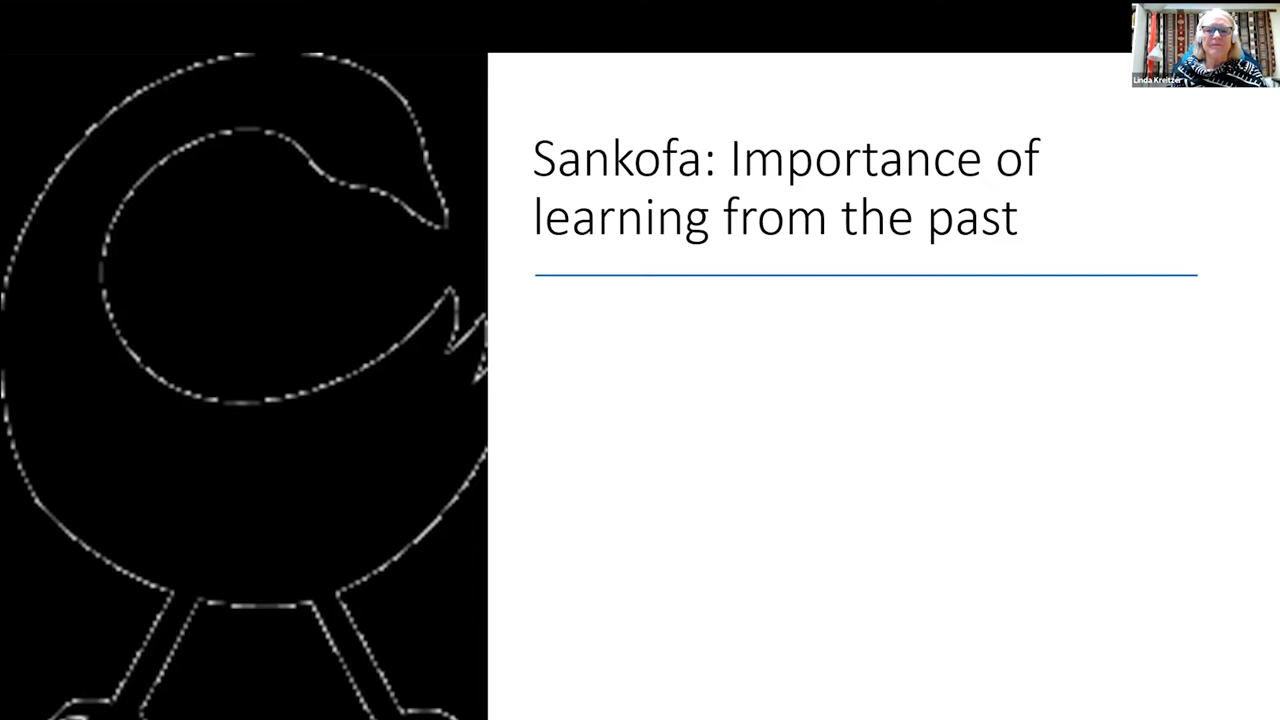 Sankofa: Importance of
learning from the past
Linda Kreitzer